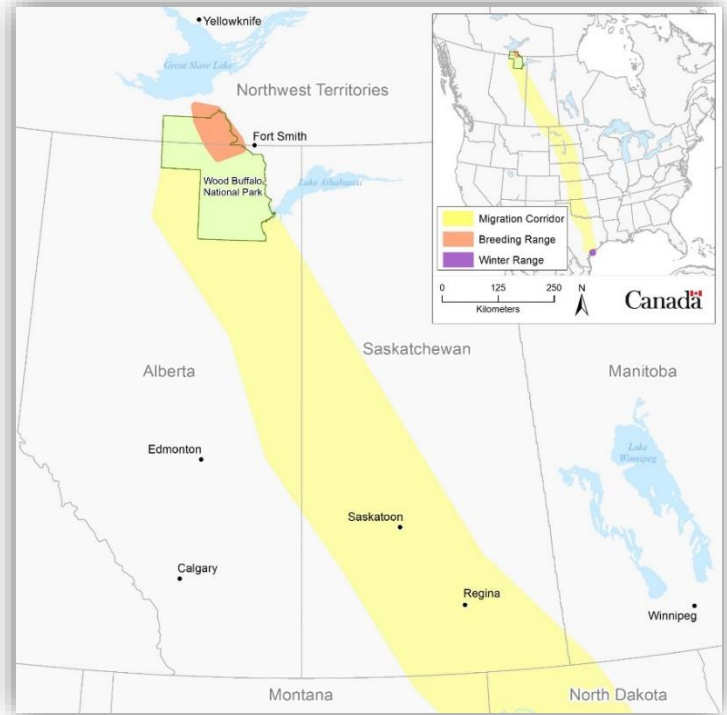 Yellowknife
Great Slave Lake
Northwest Territories
Fort Smith
Wood Buffalo
National Park
Lake Athabasca
Migration Corridor
Breeding Range
Winter Range
0 125 250
Kilometers
N
Canada
Saskatchewan
Alberta
Manitoba
Edmonton
Lake
Winnipeg
Saskatoon
Calgary
Regina
Winnipeg
Montana
North Dakota